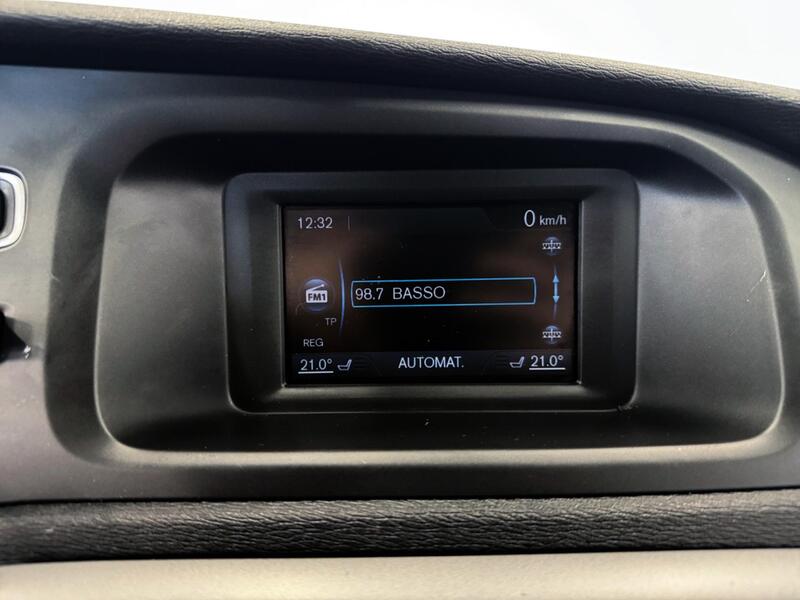 12:32
0 km/h
FM1
98.7 BASSO
TP
REG
21.0° AUTOMAT. 21.0°